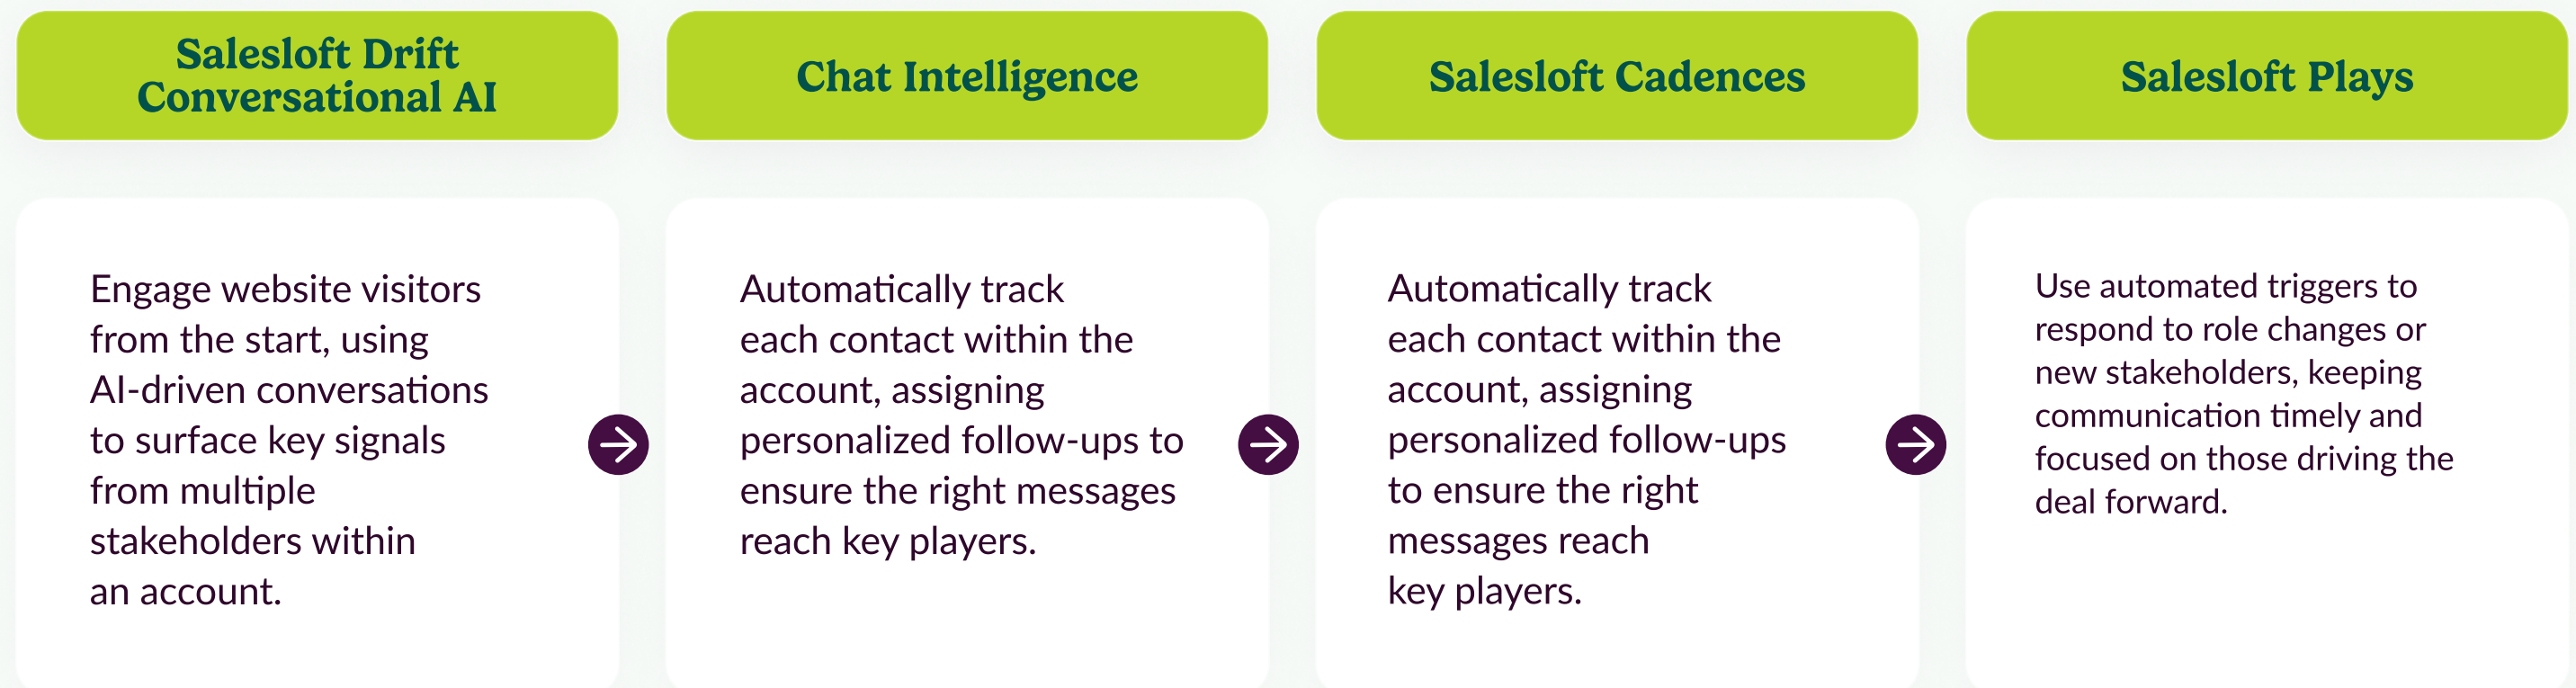 Salesloft Drift
Conversational AI
Engage website visitors
from the start, using
AI-driven conversations
to surface key signals
from multiple
stakeholders within
an account.
Chat Intelligence
Automatically track
each contact within the
account, assigning
personalized follow-ups to
ensure the right messages
reach key players.
Salesloft Cadences
Automatically track
each contact within the
account, assigning
personalized follow-ups
to ensure the right
messages reach
key players.
Salesloft Plays
Use automated triggers to
respond to role changes or
new stakeholders, keeping
communication timely and
focused on those driving the
deal forward.